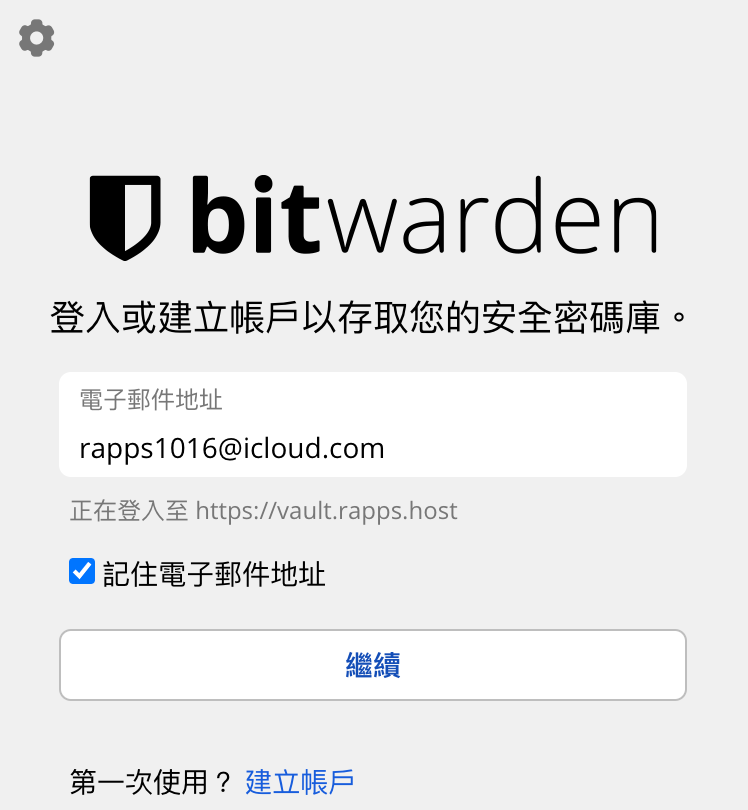 bitwarden
登入或建立帳戶以存取您的安全密碼庫。
電子郵件地址
rapps1016@icloud.com
正在登入至 https://vault.rapps.host
記住電子郵件地址
繼續
第一次使用？ 建立帳戶